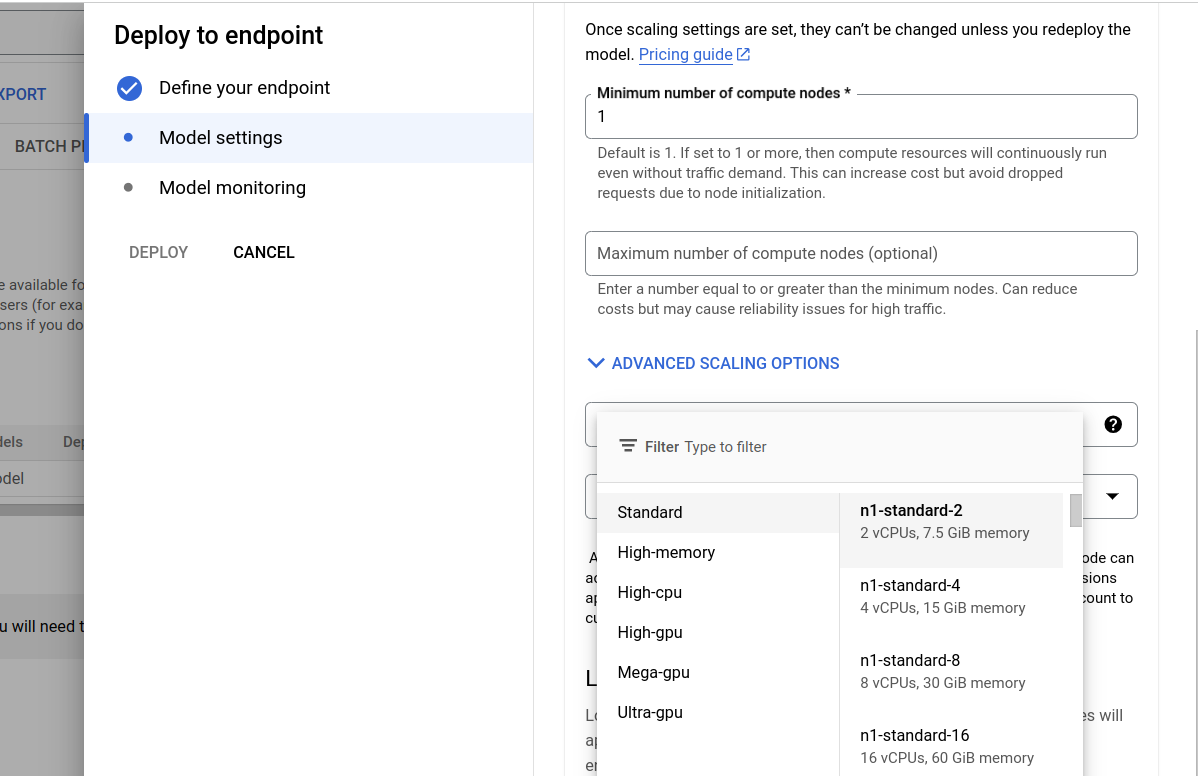 Deploy to endpoint
Define your endpoint
Model settings
Model monitoring
DEPLOY
CANCEL
XPORT
BATCH P
e available fo
sers (for exa
ons if you do
dels
Dep
odel
u will need t
Once scaling settings are set, they can't be changed unless you redeploy the
model. Pricing guide
Minimum number of compute nodes *
1
Default is 1. If set to 1 or more, then compute resources will continuously run
even without traffic demand. This can increase cost but avoid dropped
requests due to node initialization.
Maximum number of compute nodes (optional)
Enter a number equal to or greater than the minimum nodes. Can reduce
costs but may cause reliability issues for high traffic.
ADVANCED SCALING OPTIONS
Filter Type to filter
Standard
High-memory
High-cpu
High-gpu
Mega-gpu
Ultra-gpu
n1-standard-2
2 vCPUs, 7.5 GiB memory
n1-standard-4
4 vCPUs, 15 GiB memory
n1-standard-8
8 vCPUs, 30 GiB memory
n1-standard-16
16 vCPUs, 60 GiB memory
A
ode can
ac
sions
ap
count to
cu
L
Lo
es will
ap
en